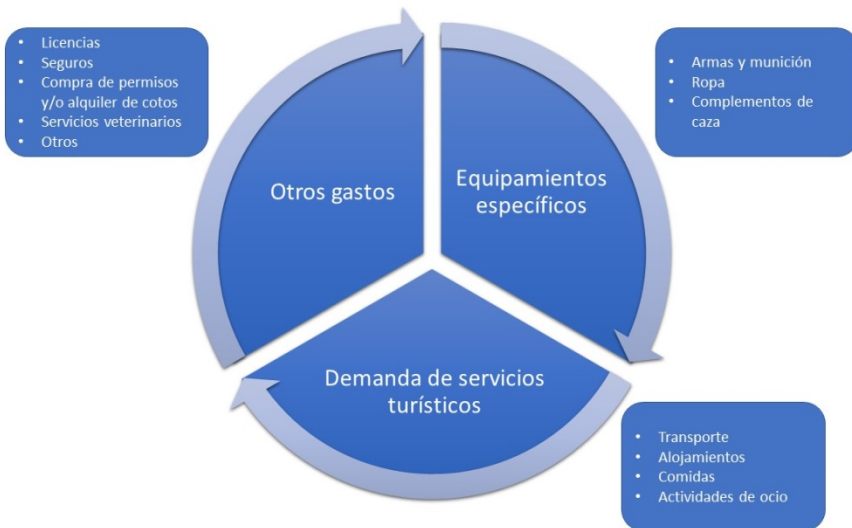 • Licencias
• Seguros
• Compra de permisos
y/o alquiler de cotos
• Servicios veterinarios
• Otros
• Armas y munición
• Ropa
• Complementos de
caza
Otros gastos
Equipamientos
específicos
Demanda de servicios
turísticos
• Transporte
• Alojamientos
• Comidas
• Actividades de ocio